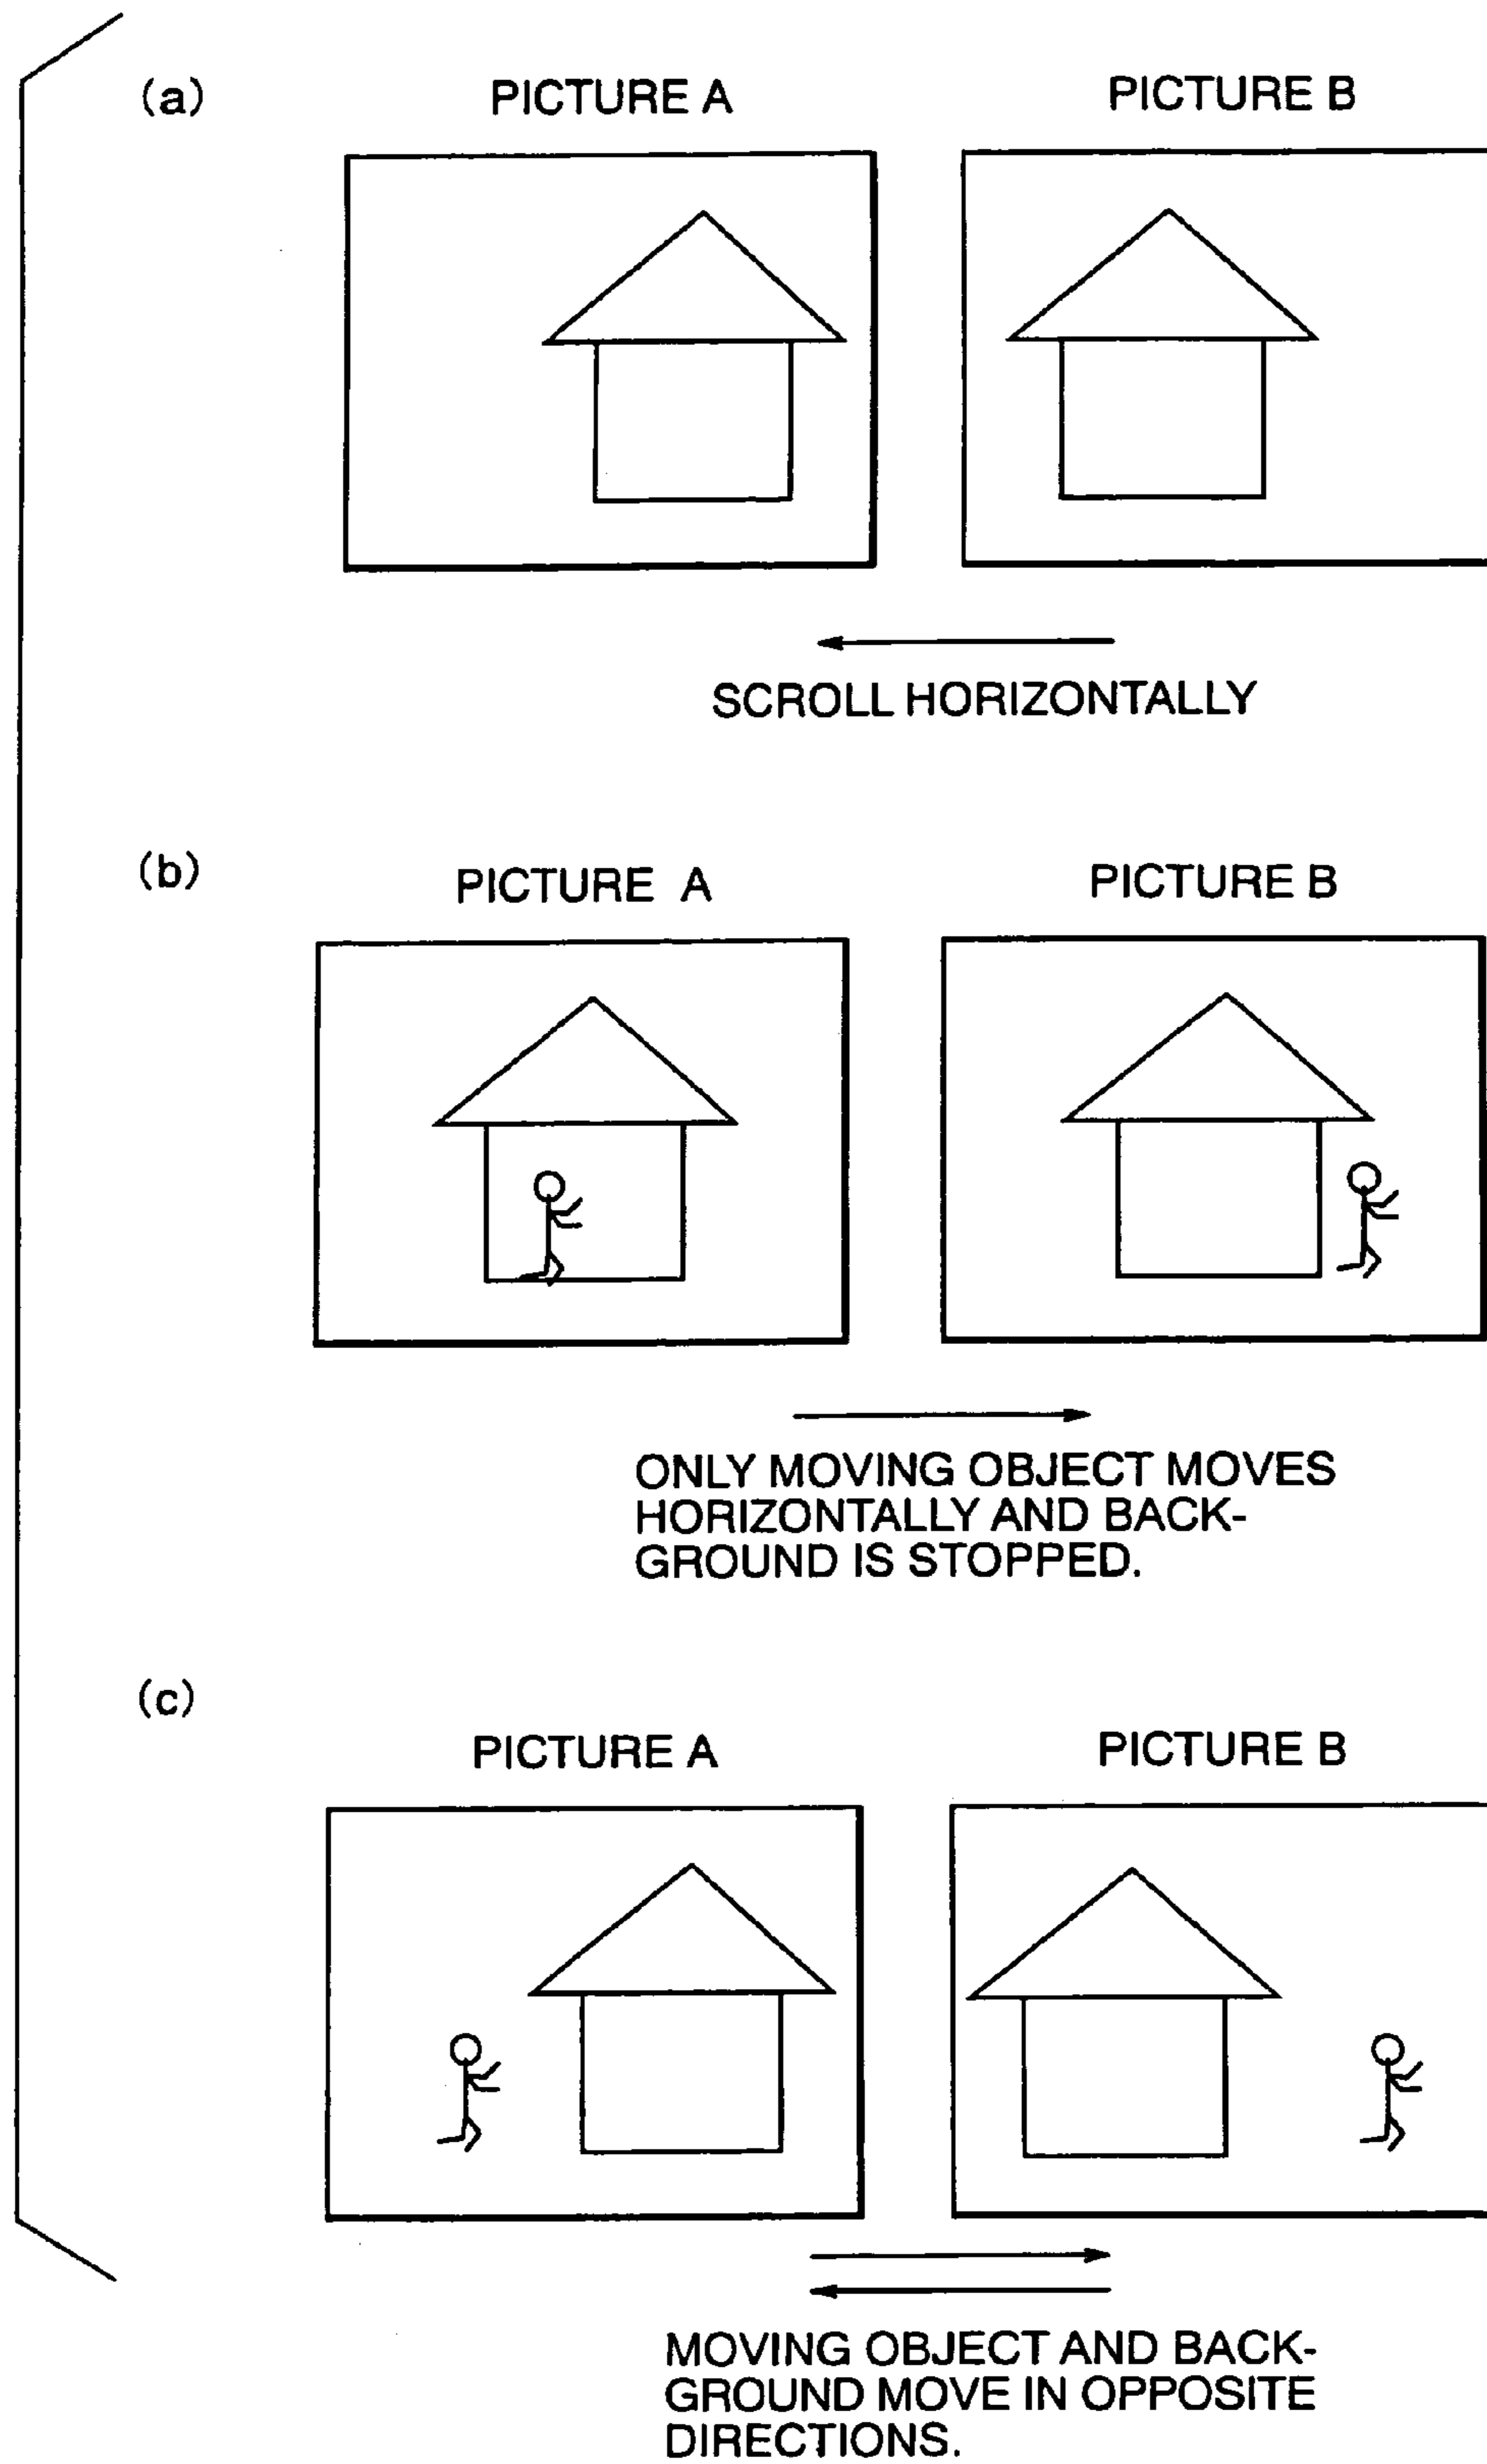 (a)
PICTURE A
PICTURE B
SCROLL HORIZONTALLY
(b)
PICTURE A
PICTURE B
ONLY MOVING OBJECT MOVES
HORIZONTALLY AND BACK-
GROUND IS STOPPED.
(c)
PICTURE A
PICTURE B
MOVING OBJECT AND BACK-
GROUND MOVE IN OPPOSITE
DIRECTIONS.